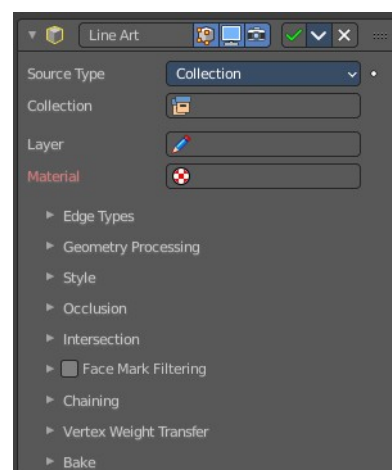 Line Art
Source Type Collection
Collection
Layer
Material
Edge Types
Geometry Processing
Style
Occlusion
Intersection
Face Mark Filtering
Chaining
Vertex Weight Transfer
Bake